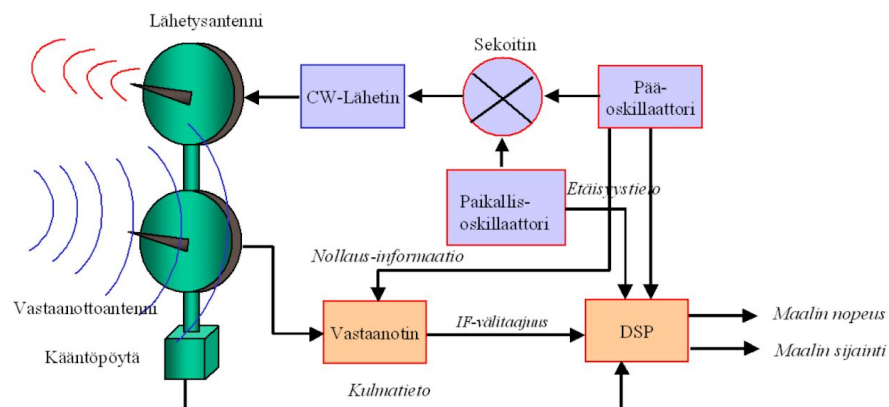 Lähetysantenni
Sekoitin
CW-Lähetin
Pää-
oskillaattori
Etäisyystieto
Paikallis-
oskillaattori
Nollaus-informaatio
Vastaanottoantenni
Vastaanotin
IF-välitaajuus
DSP
Maalin nopeus
Maalin sijainti
Kääntöpöytä
Kulmatieto